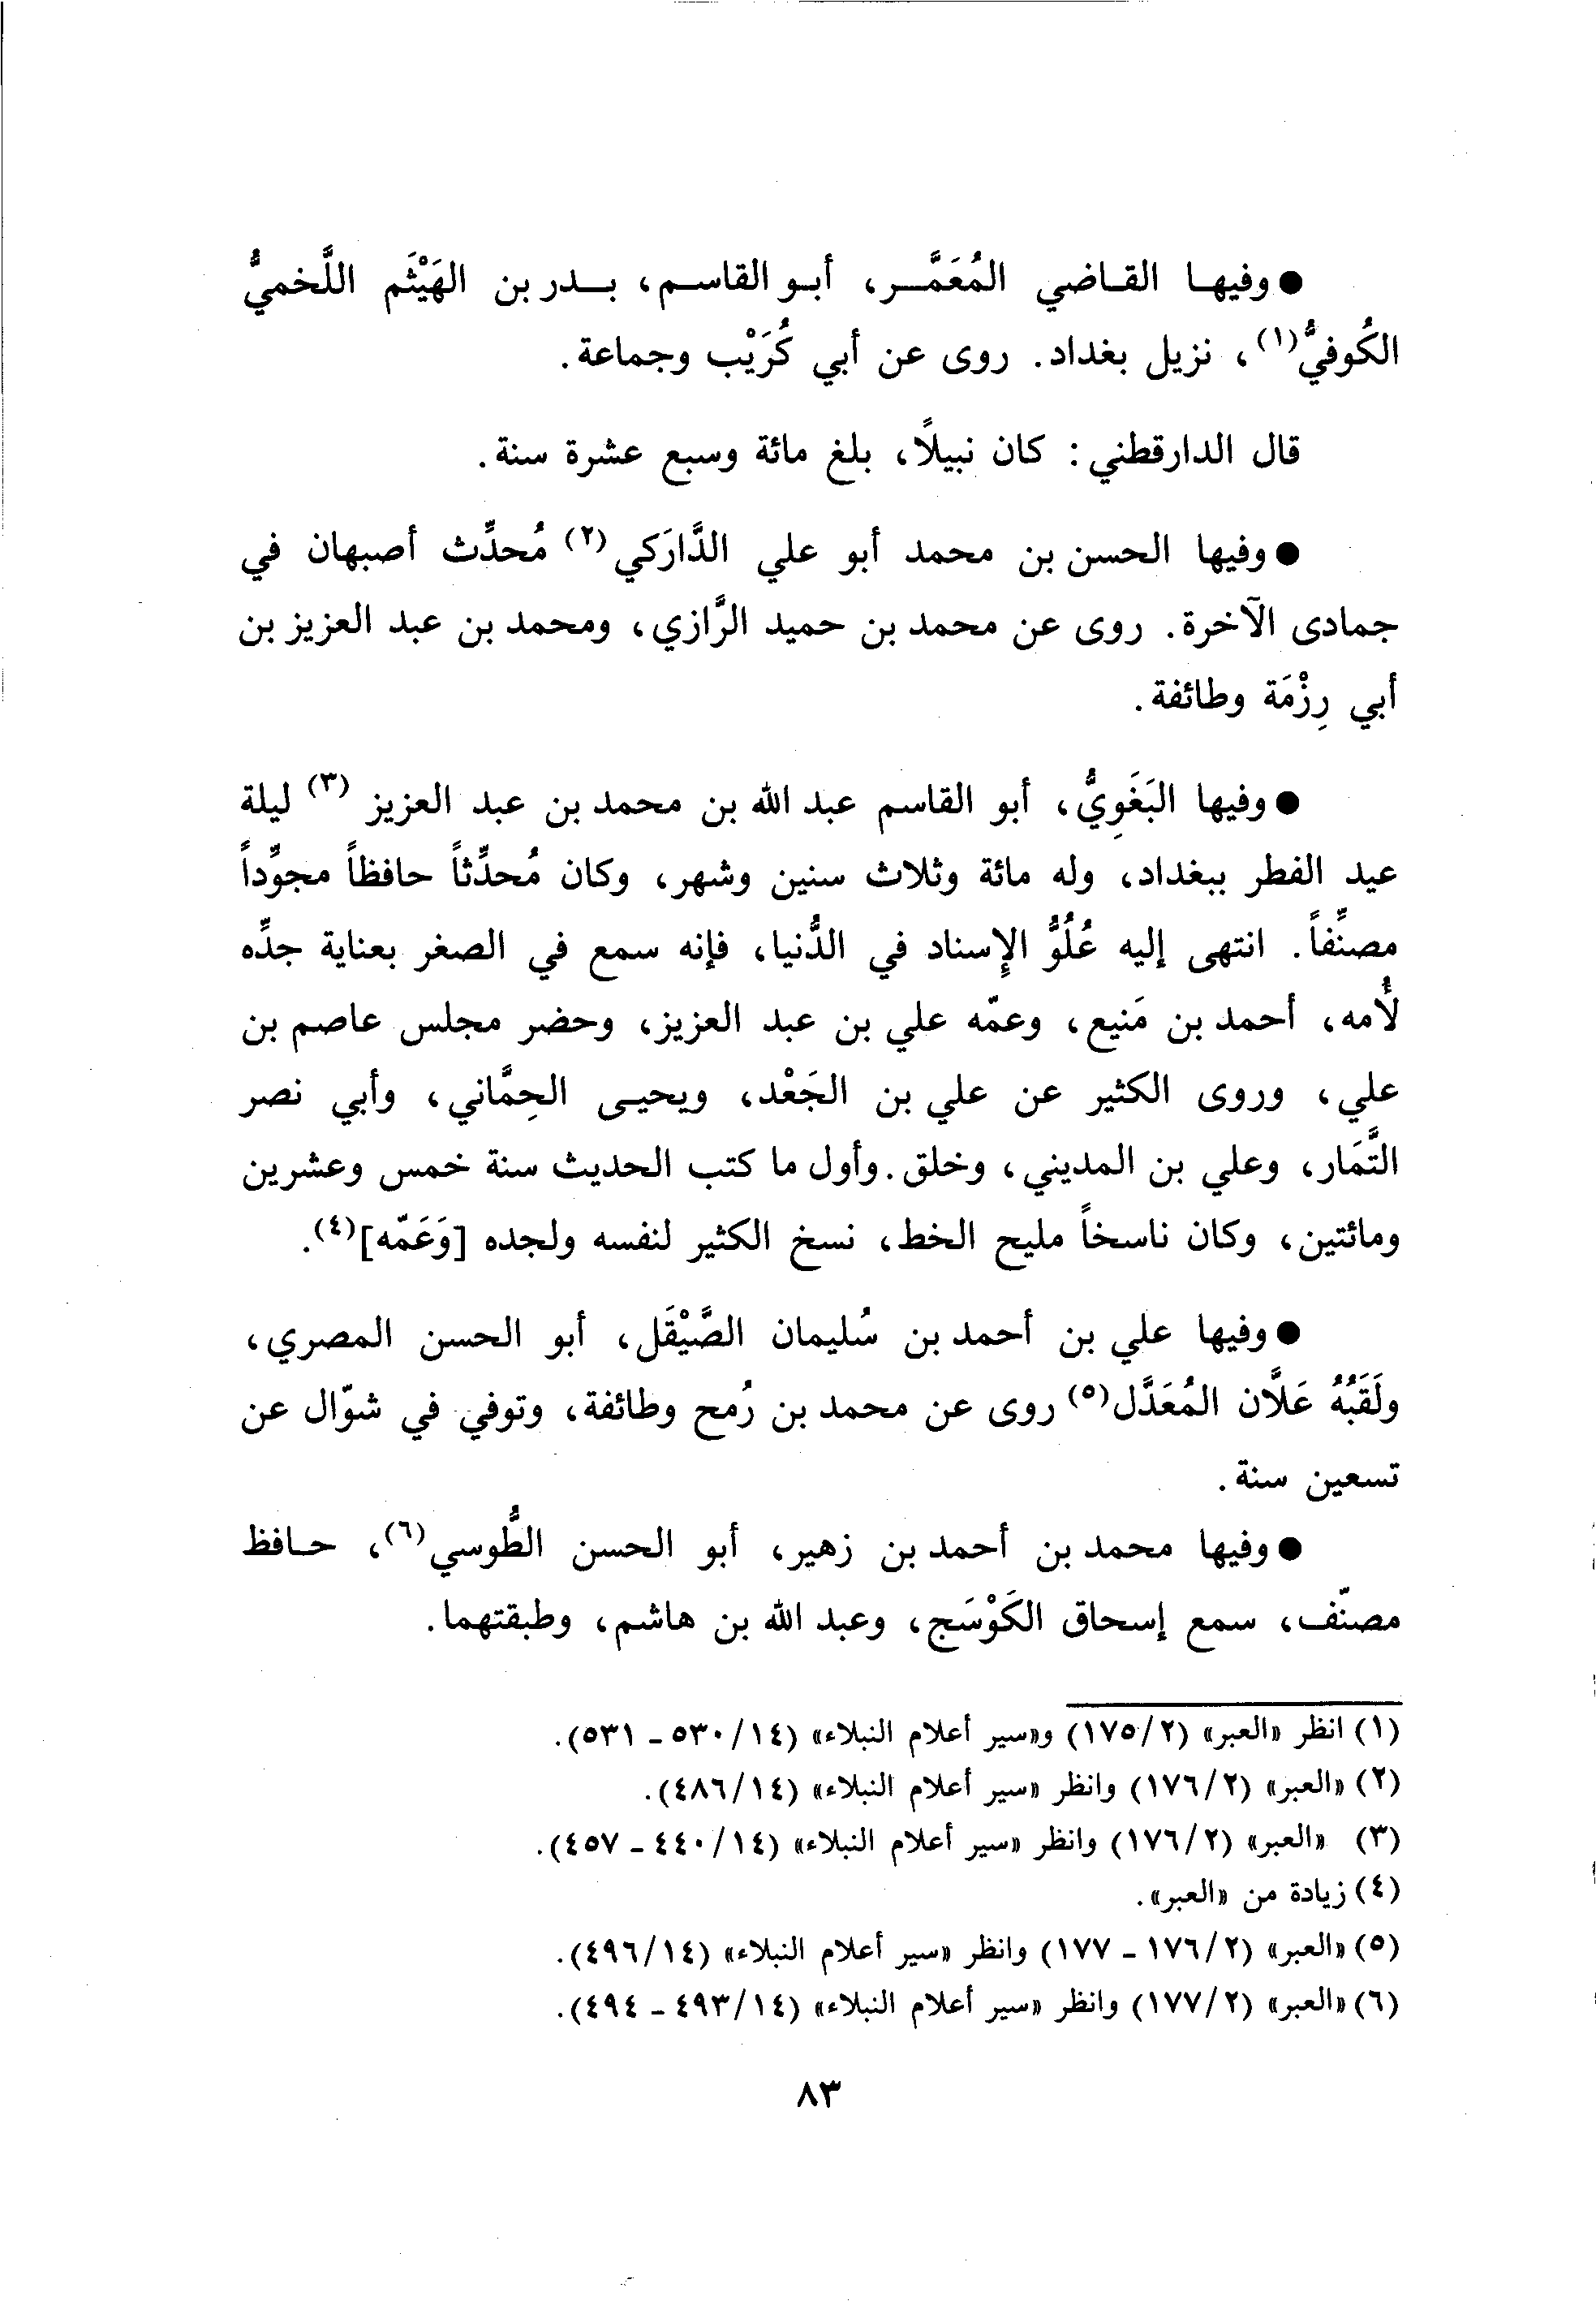 ● وفيهـا القـاضي المُعَمَّـر، أبـو القاسـم، بـدر بن الهَيْثَم اللَّخميُّ
الكُوفيُّ(١)، نزيل بغداد. روى عن أبي كُرَيْب وجماعة.
قال الدارقطني: كان نبيلاً، بلغ مائة وسبع عشرة سنة.
● وفيها الحسن بن محمد أبو علي الدَّارَكي(٢) مُحدِّث أصبهان في
جمادى الآخرة. روى عن محمد بن حميد الرَّازي، ومحمد بن عبد العزيز بن
أبي رِزْمَة وطائفة.
● وفيها البَغَوِيُّ، أبو القاسم عبد الله بن محمد بن عبد العزيز(٣) ليلة
عيد الفطر ببغداد، وله مائة وثلاث سنين وشهر، وكان مُحدِّثاً حافظاً مجوِّداً
مصنِّفاً. انتهى إليه عُلُوُّ الإِسناد في الدُّنيا، فإنه سمع في الصغر بعناية جدِّه
لأُمه، أحمد بن مَنيع، وعمّه علي بن عبد العزيز، وحضر مجلس عاصم بن
علي، وروى الكثير عن علي بن الجَعْد، ويحيـى الحِمَّاني، وأبي نصر
التَّمَار، وعلي بن المديني، وخلق. وأول ما كتب الحديث سنة خمس وعشرين
ومائتين، وكان ناسخاً مليح الخط، نسخ الكثير لنفسه ولجده [وَعَمّه](٤).
● وفيها علي بن أحمد بن سُليمان الصَّيْقَل، أبو الحسن المصري،
ولَقَبُهُ عَلَّان المُعَدَّل(٥) روى عن محمد بن رُمح وطائفة، وتوفي في شوّال عن
تسعين سنة.
● وفيها محمد بن أحمد بن زهير، أبو الحسن الطُّوسي(٦)، حـافظ
مصنّف، سمع إسحاق الكَوْسَج، وعبد الله بن هاشم، وطبقتهما.
(١) انظر «العبر» (١٧٥/٢) و«سير أعلام النبلاء» (٥٣٠/١٤ - ٥٣١).
(٢) «العبر» (١٧٦/٢) وانظر «سير أعلام النبلاء» (٤٨٦/١٤).
(٣) «العبر» (١٧٦/٢) وانظر «سير أعلام النبلاء» (٤٤٠/١٤ - ٤٥٧).
(٤) زيادة من «العبر».
(٥) «العبر» (١٧٦/٢ - ١٧٧) وانظر «سير أعلام النبلاء» (٤٩٦/١٤).
(٦) «العبر» (١٧٧/٢) وانظر «سير أعلام النبلاء» (٤٩٣/١٤ - ٤٩٤).
٨٣